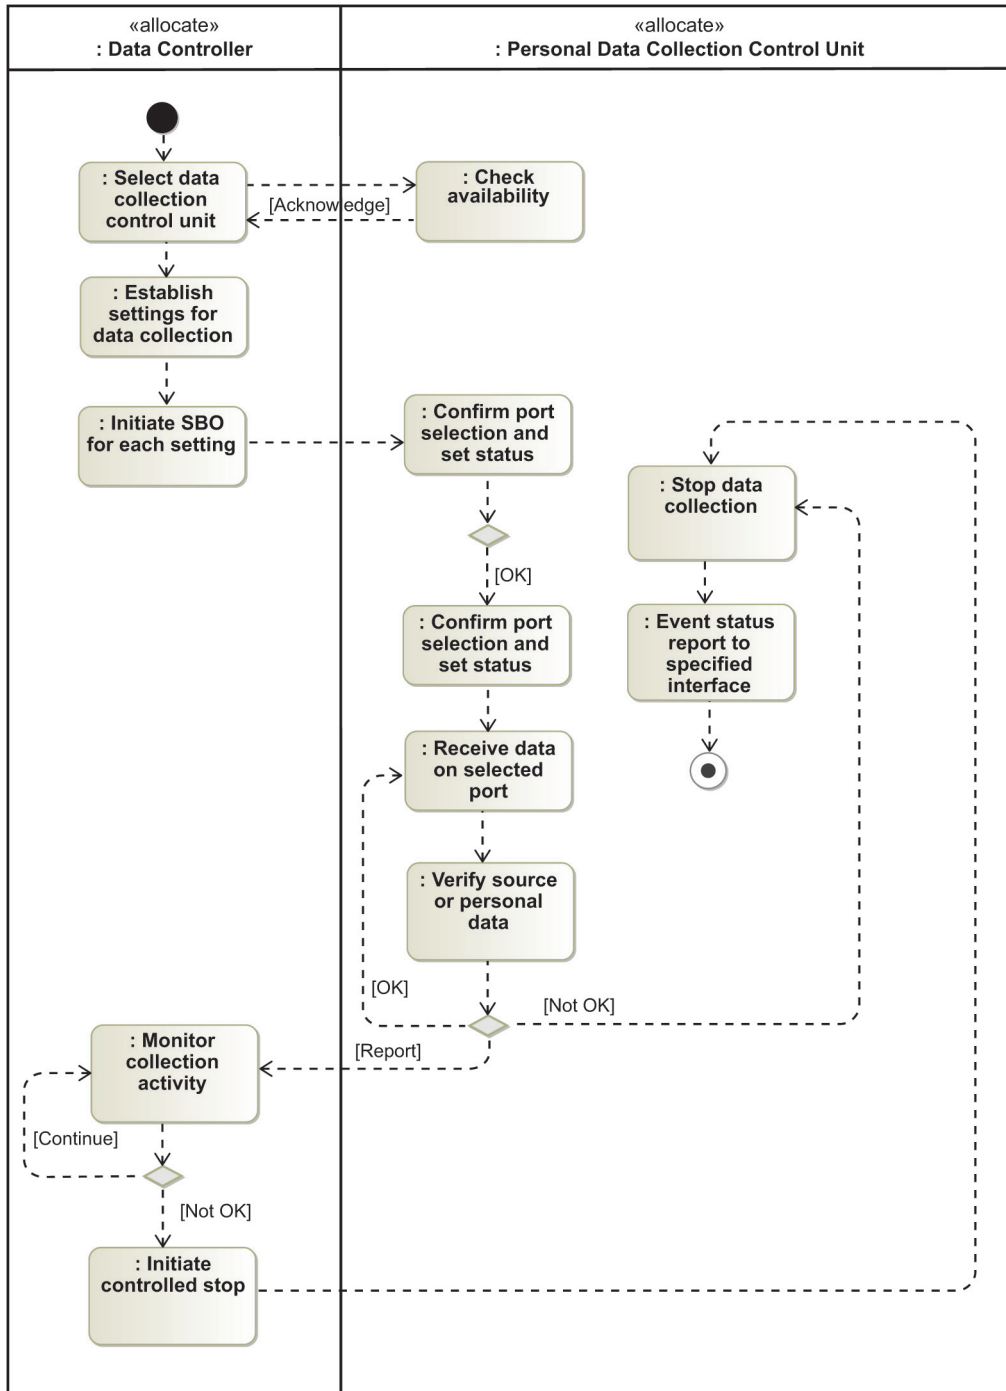 «allocate»
: Data Controller
«allocate»
: Personal Data Collection Control Unit
: Select data
collection
control unit
[Acknowledge]
: Check
availability
: Establish
settings for
data collection
: Initiate SBO
for each setting
: Confirm port
selection and
set status
[OK]
: Confirm port
selection and
set status
: Stop data
collection
: Event status
report to
specified
interface
: Receive data
on selected
port
: Verify source
or personal
data
[OK]
[Not OK]
[Report]
: Monitor
collection
activity
[Continue]
[Not OK]
: Initiate
controlled stop